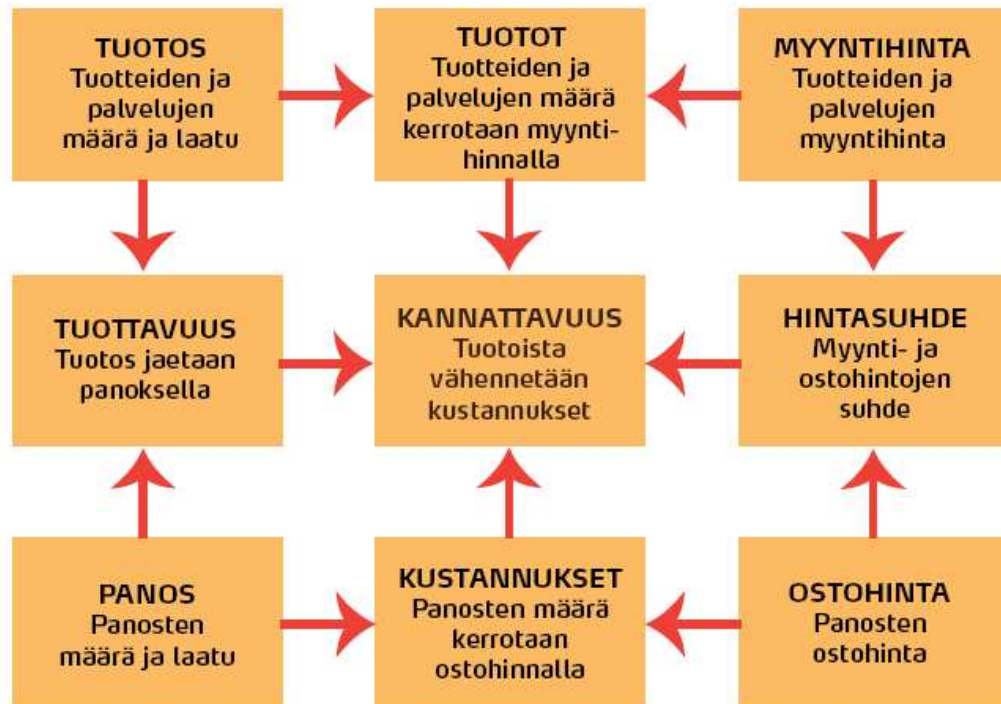 TUOTOS
Tuotteiden ja
palvelujen
määrä ja laatu
TUOTOT
Tuotteiden ja
palvelujen määrä
kerrotaan myynti-
hinnalla
MYYNTIHINTA
Tuotteiden ja
palvelujen
myyntihinta
TUOTTAVUUS
Tuotos jaetaan
panoksella
KANNATTAVUUS
Tuotoista
vähennetään
kustannukset
HINTASUHDE
Myynti- ja
ostohintojen
suhde
PANOS
Panosten
määrä ja laatu
KUSTANNUKSET
Panosten määrä
kerrotaan
ostohinnalla
OSTOHINTA
Panosten
ostohinta